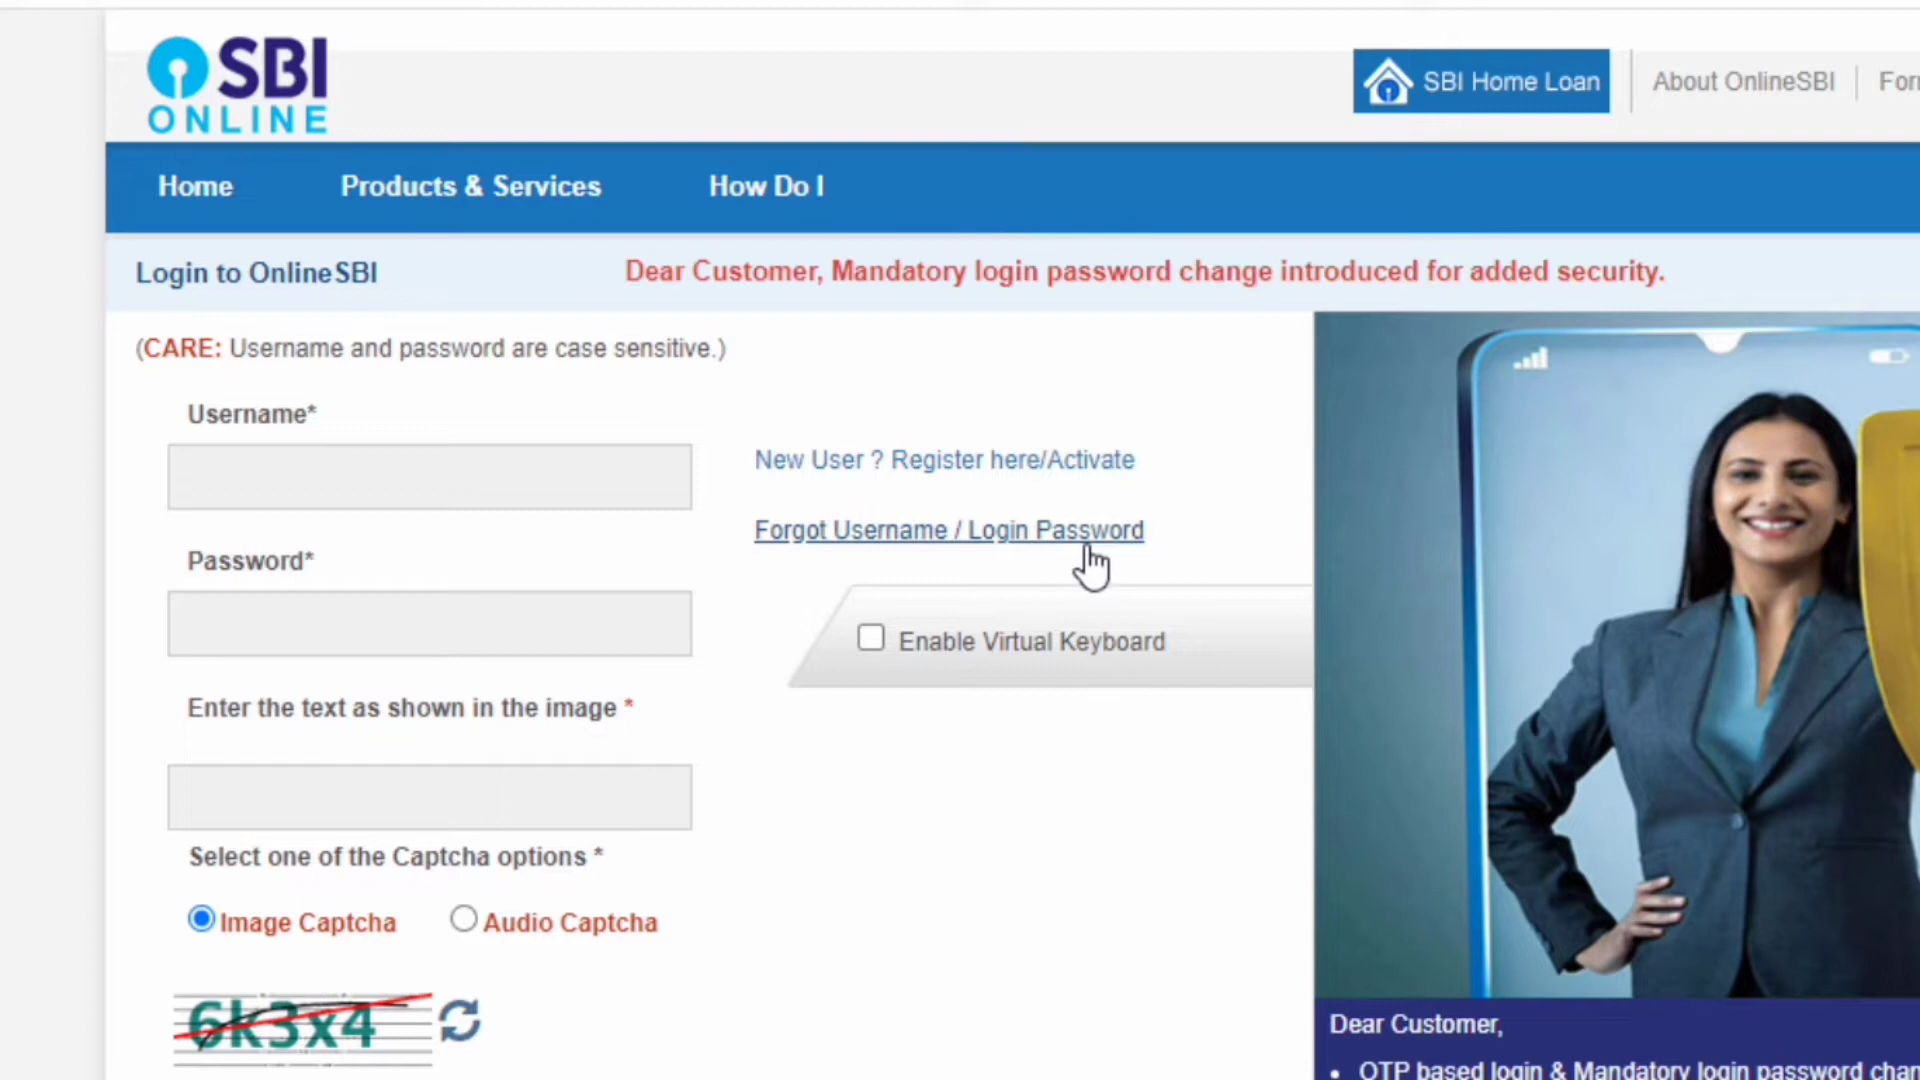 SBI
ONLINE
SBI Home Loan
About OnlineSBI
Home
Products & Services
How Do I
Login to OnlineSBI
Dear Customer, Mandatory login password change introduced for added security.
(CARE: Username and password are case sensitive.)
Username*
New User ? Register here/Activate
Forgot Username / Login Password
Password*
Enable Virtual Keyboard
Enter the text as shown in the image *
Select one of the Captcha options *
Image Captcha
Audio Captcha
6k3x4
Dear Customer,
• OTP based login & Mandatory login password